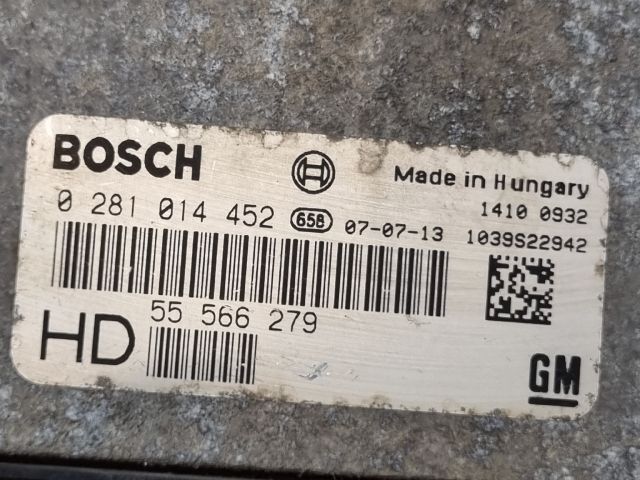 BOSCH
Made in Hungary
1410 0932
0 281 014 452 658 07-07-13 1039S22942
55 566 279
HD
GM